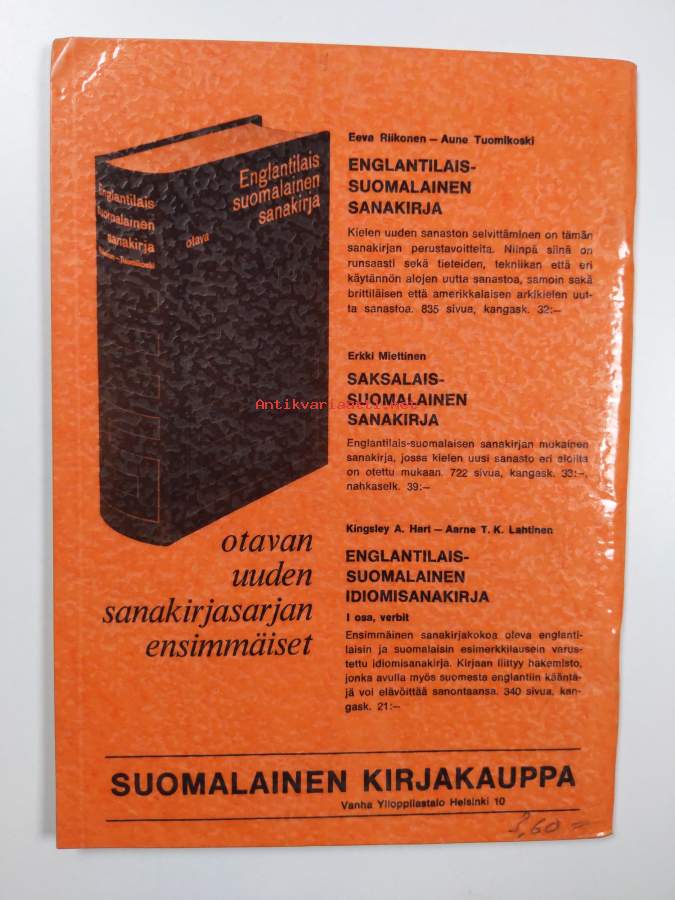 Englantilais
suomalainen
sanakirja
otava
Englantilais
suomalainen
sanakirja
Riikonen-Tuomikoski
otavan
uuden
sanakirjasarjan
ensimmäiset
Eeva Riikonen – Aune Tuomikoski
ENGLANTILAIS-
SUOMALAINEN
SANAKIRJA
Kielen uuden sanaston selvittäminen on tämän
sanakirjan perustavoitteita. Niinpä siinä on
runsaasti sekä tieteiden, tekniikan että eri
käytännön alojen uutta sanastoa, samoin sekä
brittiläisen että amerikkalaisen arkikielen uut-
ta sanastoa. 835 sivua, kangask. 32:–
Erkki Miettinen
SAKSALAIS-
SUOMALAINEN
SANAKIRJA
Antikvariaatti.net
Englantilais-suomalaisen sanakirjan mukainen
sanakirja, jossa kielen uusi sanasto eri aloilta
on otettu mukaan. 722 sivua, kangask. 33:–,
nahkaselk. 39:–
Kingsley A. Hart – Aarne T. K. Lahtinen
ENGLANTILAIS-
SUOMALAINEN
IDIOMISANAKIRJA
I osa, verbit
Ensimmäinen sanakirjakokoa oleva englanti-
laisin ja suomalaisin esimerkkilausein varus-
tettu idiomisanakirja. Kirjaan liittyy hakemisto,
jonka avulla myös suomesta englantiin kääntä-
jä voi elävöittää sanontaansa. 340 sivua, kan-
gask. 21:–
SUOMALAINEN KIRJAKAUPPA
Vanha Ylioppilastalo Helsinki 10
3,60 =